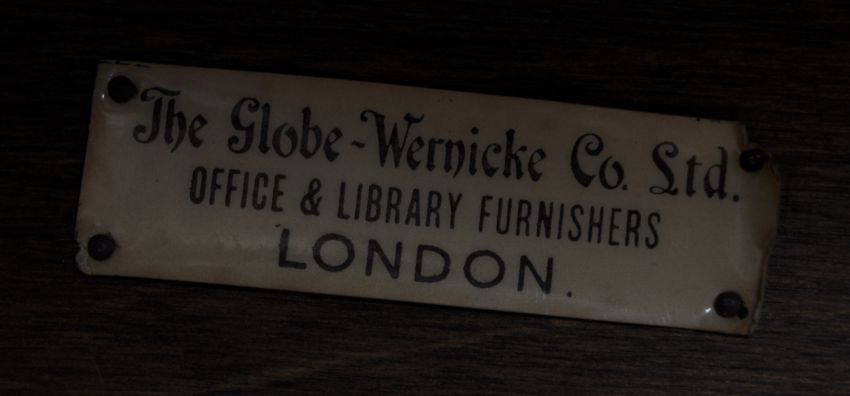 The Globe-Wernicke Co. Ltd.
OFFICE & LIBRARY FURNISHERS
LONDON.